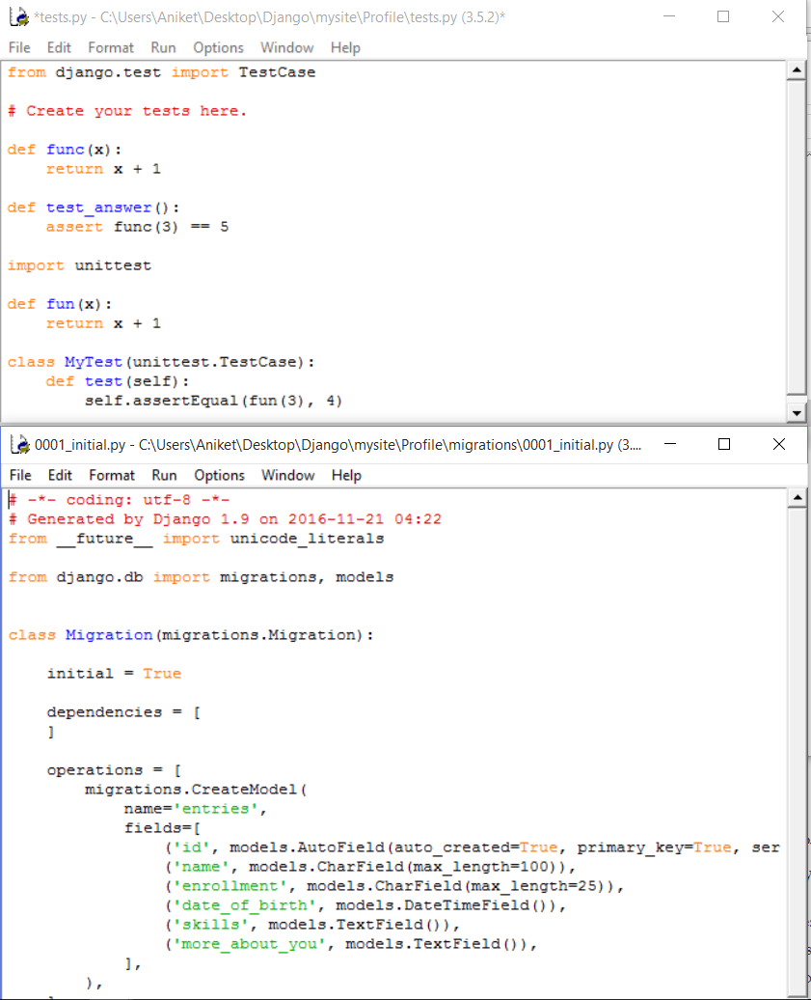 *tests.py - C:\Users\Aniket\Desktop\Django\mysite\Profile\tests.py (3.5.2)*
File Edit Format Run Options Window Help
from django.test import TestCase
# Create your tests here.
def func(x):
    return x + 1
def test_answer():
    assert func(3) == 5
import unittest
def fun(x):
    return x + 1
class MyTest(unittest.TestCase):
    def test(self):
        self.assertEqual(fun(3), 4)
0001_initial.py - C:\Users\Aniket\Desktop\Django\mysite\Profile\migrations\0001_initial.py (3....
File Edit Format Run Options Window Help
# -*- coding: utf-8 -*-
# Generated by Django 1.9 on 2016-11-21 04:22
from __future__ import unicode_literals
from django.db import migrations, models
class Migration(migrations.Migration):
    initial = True
    dependencies = [
    ]
    operations = [
        migrations.CreateModel(
            name='entries',
            fields=[
                ('id', models.AutoField(auto_created=True, primary_key=True, ser
                ('name', models.CharField(max_length=100)),
                ('enrollment', models.CharField(max_length=25)),
                ('date_of_birth', models.DateTimeField()),
                ('skills', models.TextField()),
                ('more_about_you', models.TextField()),
            ],
        ),